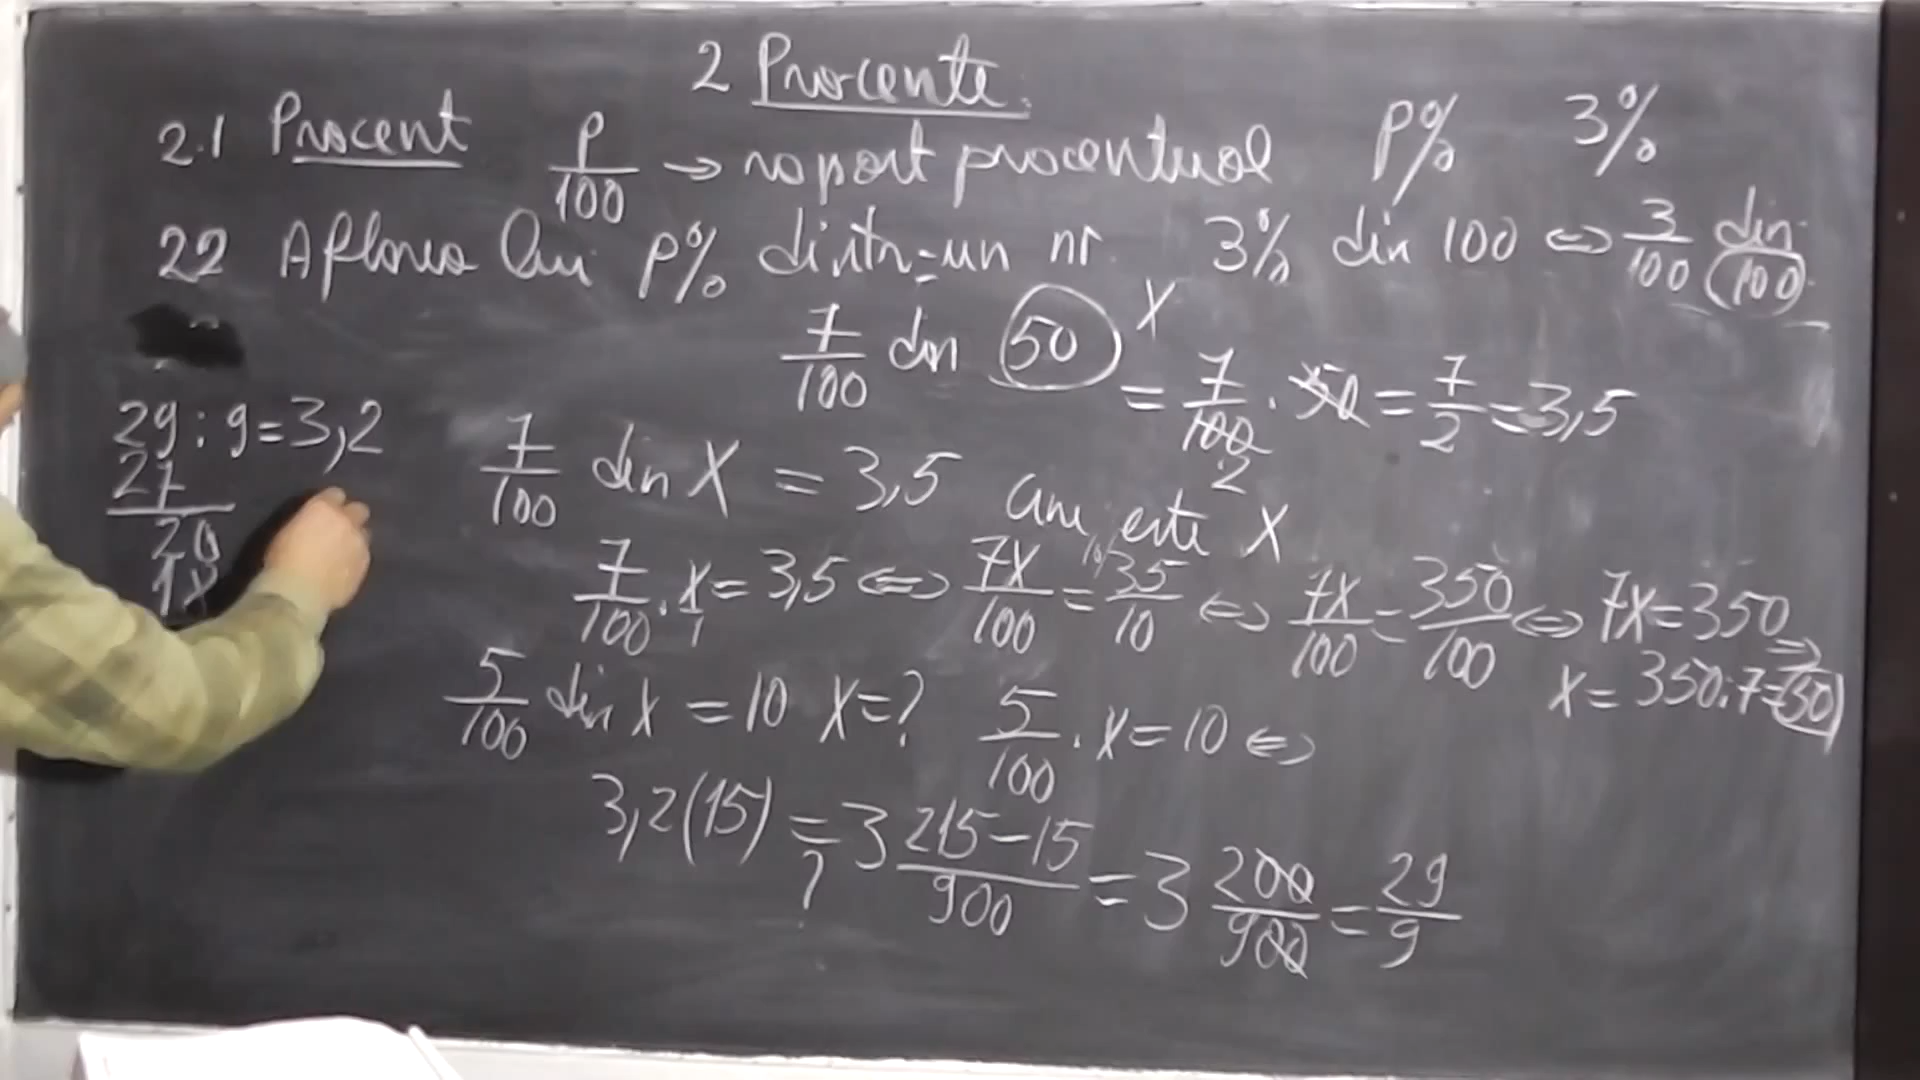 2 Procente.
2.1 Procent p/100 → raport procentual p% 3%
22 Aflarea lui p% dintr-un nr. 3% din 100 ⇔ 3/100 din 100
7/100 din 50 x = 7/100 · 50 = 7/2 = 3,5
2
29 : 9 = 3,2
27
20
18
7/100 din x = 3,5 este x
7/100 · x/1 = 3,5 ⇔ 7x/100 = 35/10 ⇔ 7x/100 = 350/100 ⇔ 7x = 350 ⇒
x = 350 : 7 = 50
5/100 din x = 10 x = ? 5/100 · x = 10 ⇔
3,2(15) = 3 215-15/900 = 3 200/900 = 29/9
?